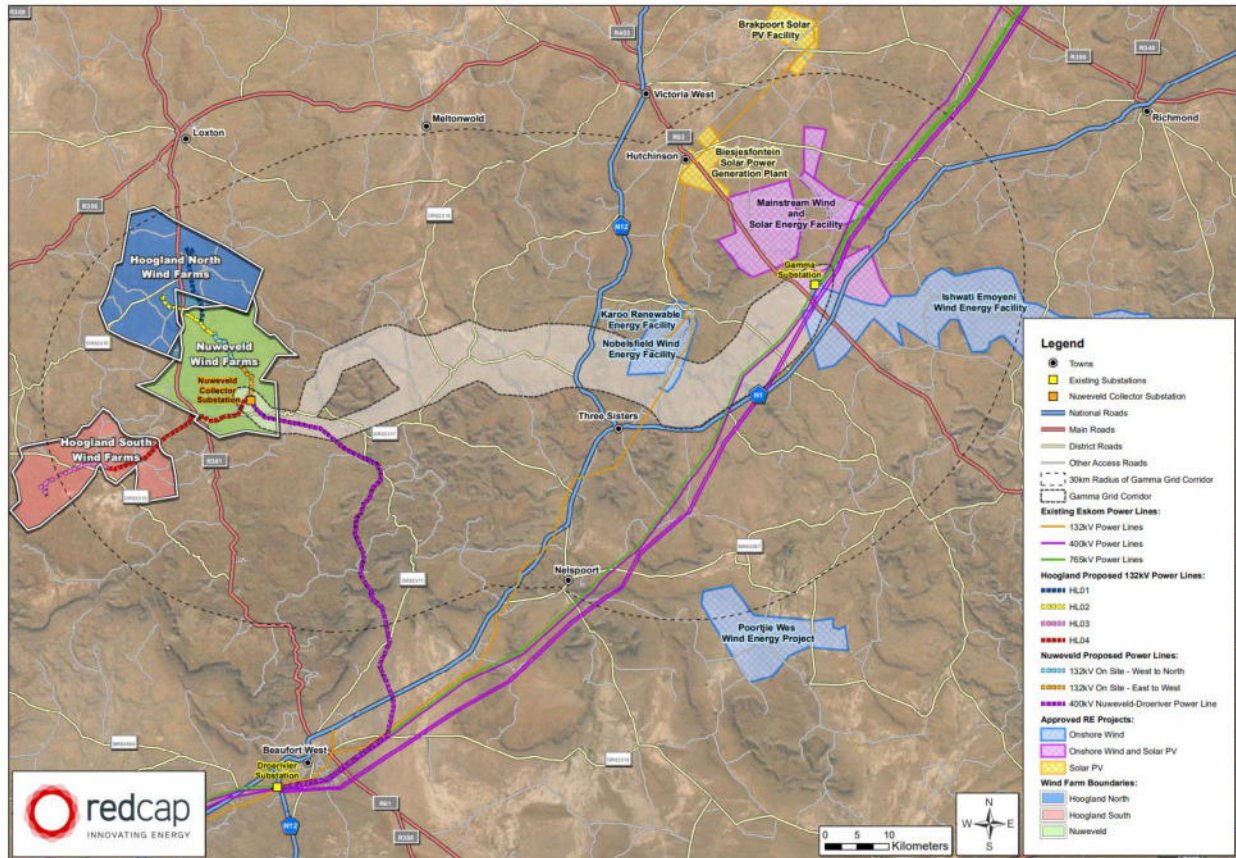 Brakpoort Solar
PV Facility
Victoria West
Meltonwold
Loxton
Richmond
R63
Hutchinson
Biesjesfontein
Solar Power
Generation Plant
Mainstream Wind
and
Solar Energy Facility
N12
Hoogland North
Wind Farms
Gamma
Substation
Ishwati Emoyeni
Wind Energy Facility
Karoo Renewable
Energy Facility
Nobelsfield Wind
Energy Facility
Nuweveld
Wind Farms
Nuweveld
Collector
Substation
N1
Three Sisters
Hoogland South
Wind Farms
R381
Nelspoort
Poortjie Wes
Wind Energy Project
Beaufort West
Droerivier
Substation
R61
N12
redcap
INNOVATING ENERGY
N
W E
S
0 5 10
Kilometers
Legend
Towns
Existing Substations
Nuweveld Collector Substation
National Roads
Main Roads
District Roads
Other Access Roads
30km Radius of Gamma Grid Corridor
Gamma Grid Corridor
Existing Eskom Power Lines:
132kV Power Lines
400kV Power Lines
765kV Power Lines
Hoogland Proposed 132kV Power Lines:
HL01
HL02
HL03
HL04
Nuweveld Proposed Power Lines:
132kV On Site - West to North
132kV On Site - East to West
400kV Nuweveld-Droerivier Power Line
Approved RE Projects:
Onshore Wind
Onshore Wind and Solar PV
Solar PV
Wind Farm Boundaries:
Hoogland North
Hoogland South
Nuweveld